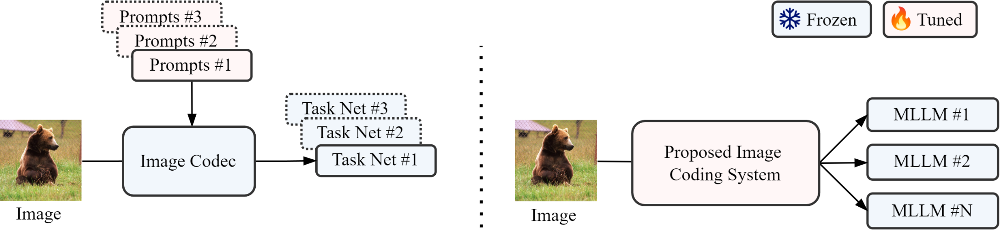 Prompts #3
Prompts #2
Prompts #1
Task Net #3
Task Net #2
Task Net #1
Image Codec
Image
Frozen
Tuned
Proposed Image
Coding System
Image
MLLM #1
MLLM #2
MLLM #N